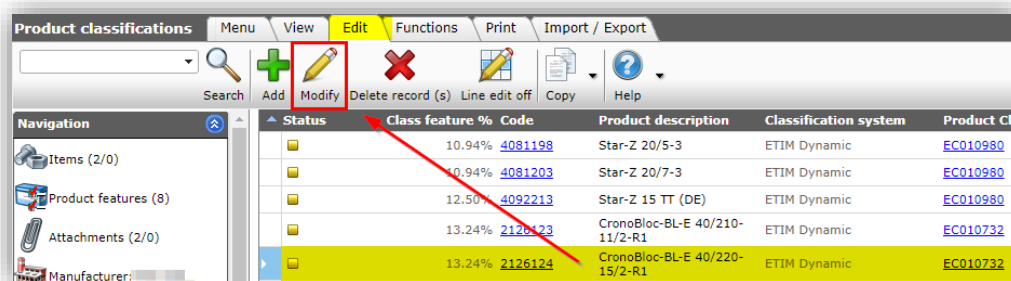 Product classifications Menu View Edit Functions Print Import / Export
Search Add Modify Delete record (s) Line edit off Copy Help
Navigation
Items (2/0)
Product features (8)
Attachments (2/0)
Manufacturer:
Status Class feature % Code Product description Classification system Product Cl
10.94% 4081198 Star-Z 20/5-3 ETIM Dynamic EC010980
10.94% 4081203 Star-Z 20/7-3 ETIM Dynamic EC010980
12.50% 4092213 Star-Z 15 TT (DE) ETIM Dynamic EC010980
13.24% 2126123 CronoBloc-BL-E 40/210-
11/2-R1 ETIM Dynamic EC010732
13.24% 2126124 CronoBloc-BL-E 40/220-
15/2-R1 ETIM Dynamic EC010732